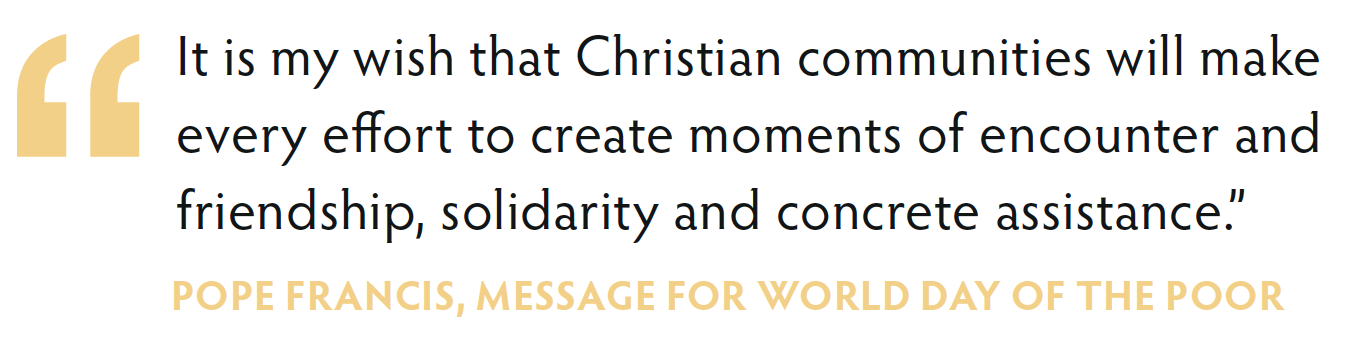 “It is my wish that Christian communities will make
every effort to create moments of encounter and
friendship, solidarity and concrete assistance.”
POPE FRANCIS, MESSAGE FOR WORLD DAY OF THE POOR